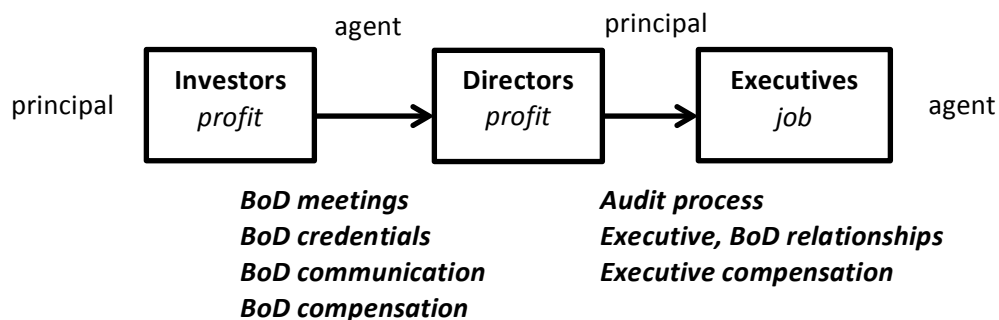 agent
principal
principal
Investors
profit
Directors
profit
Executives
job
agent
BoD meetings
BoD credentials
BoD communication
BoD compensation
Audit process
Executive, BoD relationships
Executive compensation